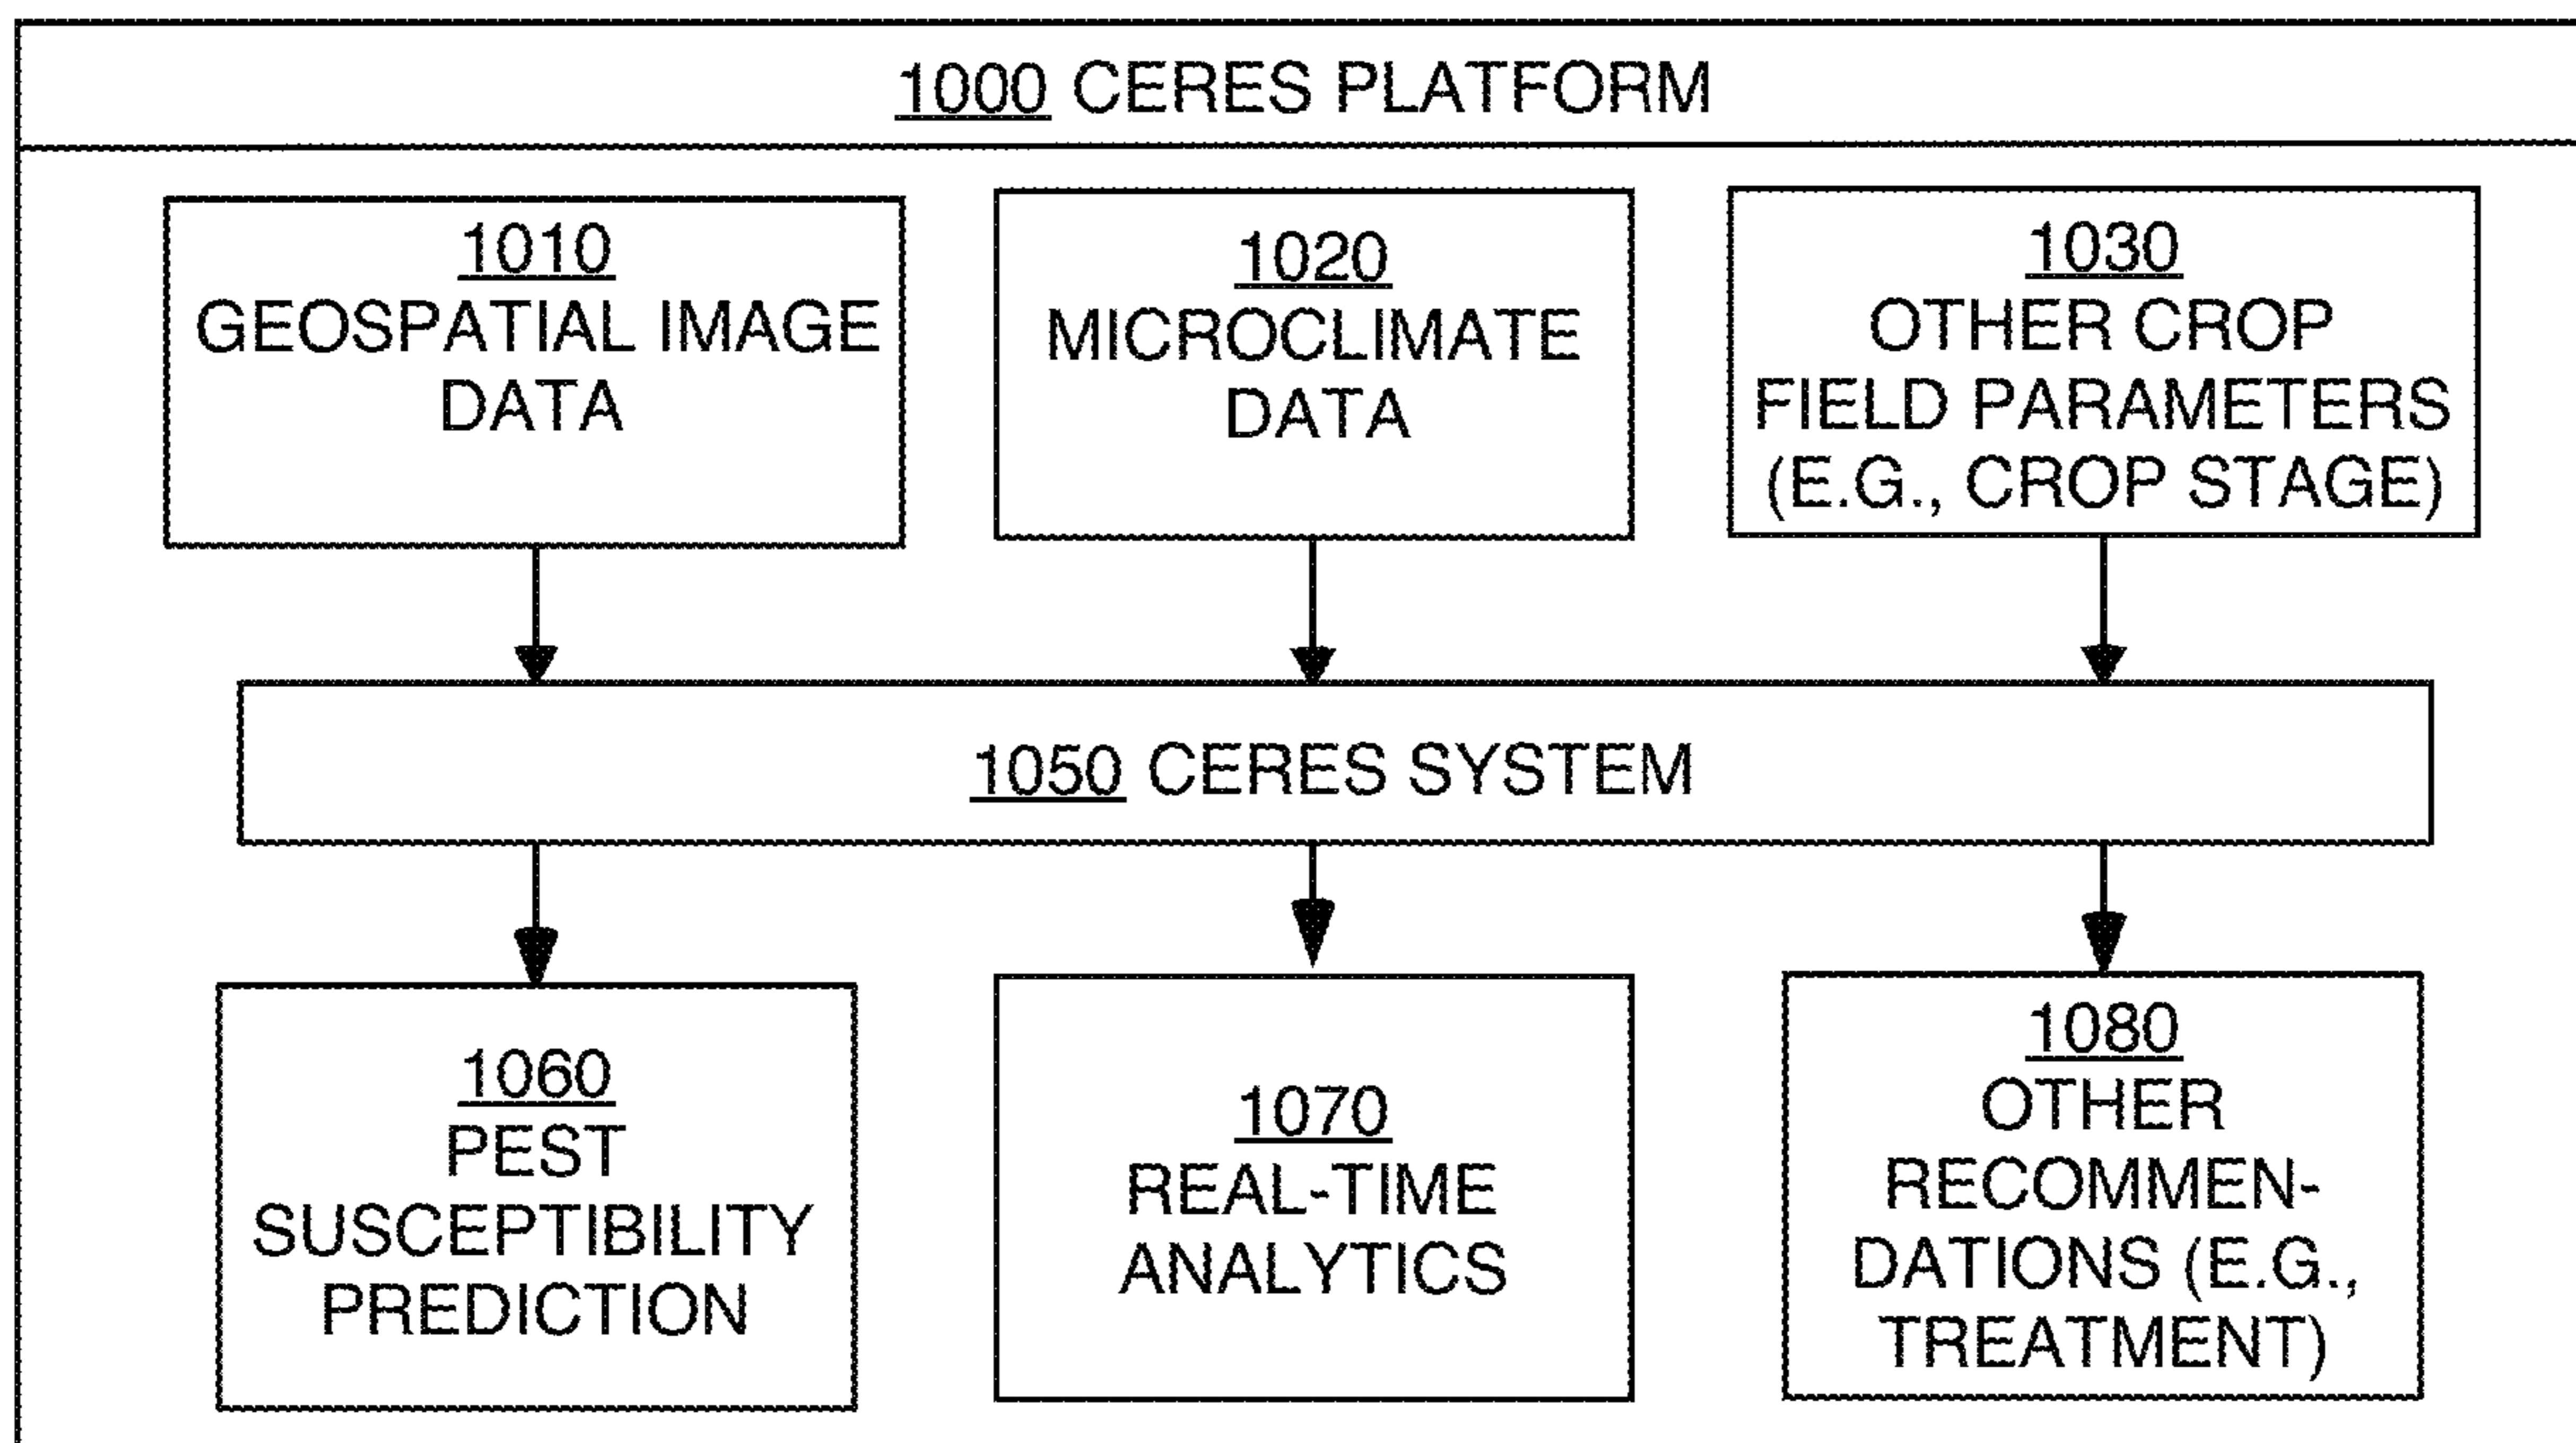 1000 CERES PLATFORM
1010
GEOSPATIAL IMAGE
DATA
1020
MICROCLIMATE
DATA
1030
OTHER CROP
FIELD PARAMETERS
(E.G., CROP STAGE)
1050 CERES SYSTEM
1060
PEST
SUSCEPTIBILITY
PREDICTION
1070
REAL-TIME
ANALYTICS
1080
OTHER
RECOMMEN-
DATIONS (E.G.,
TREATMENT)